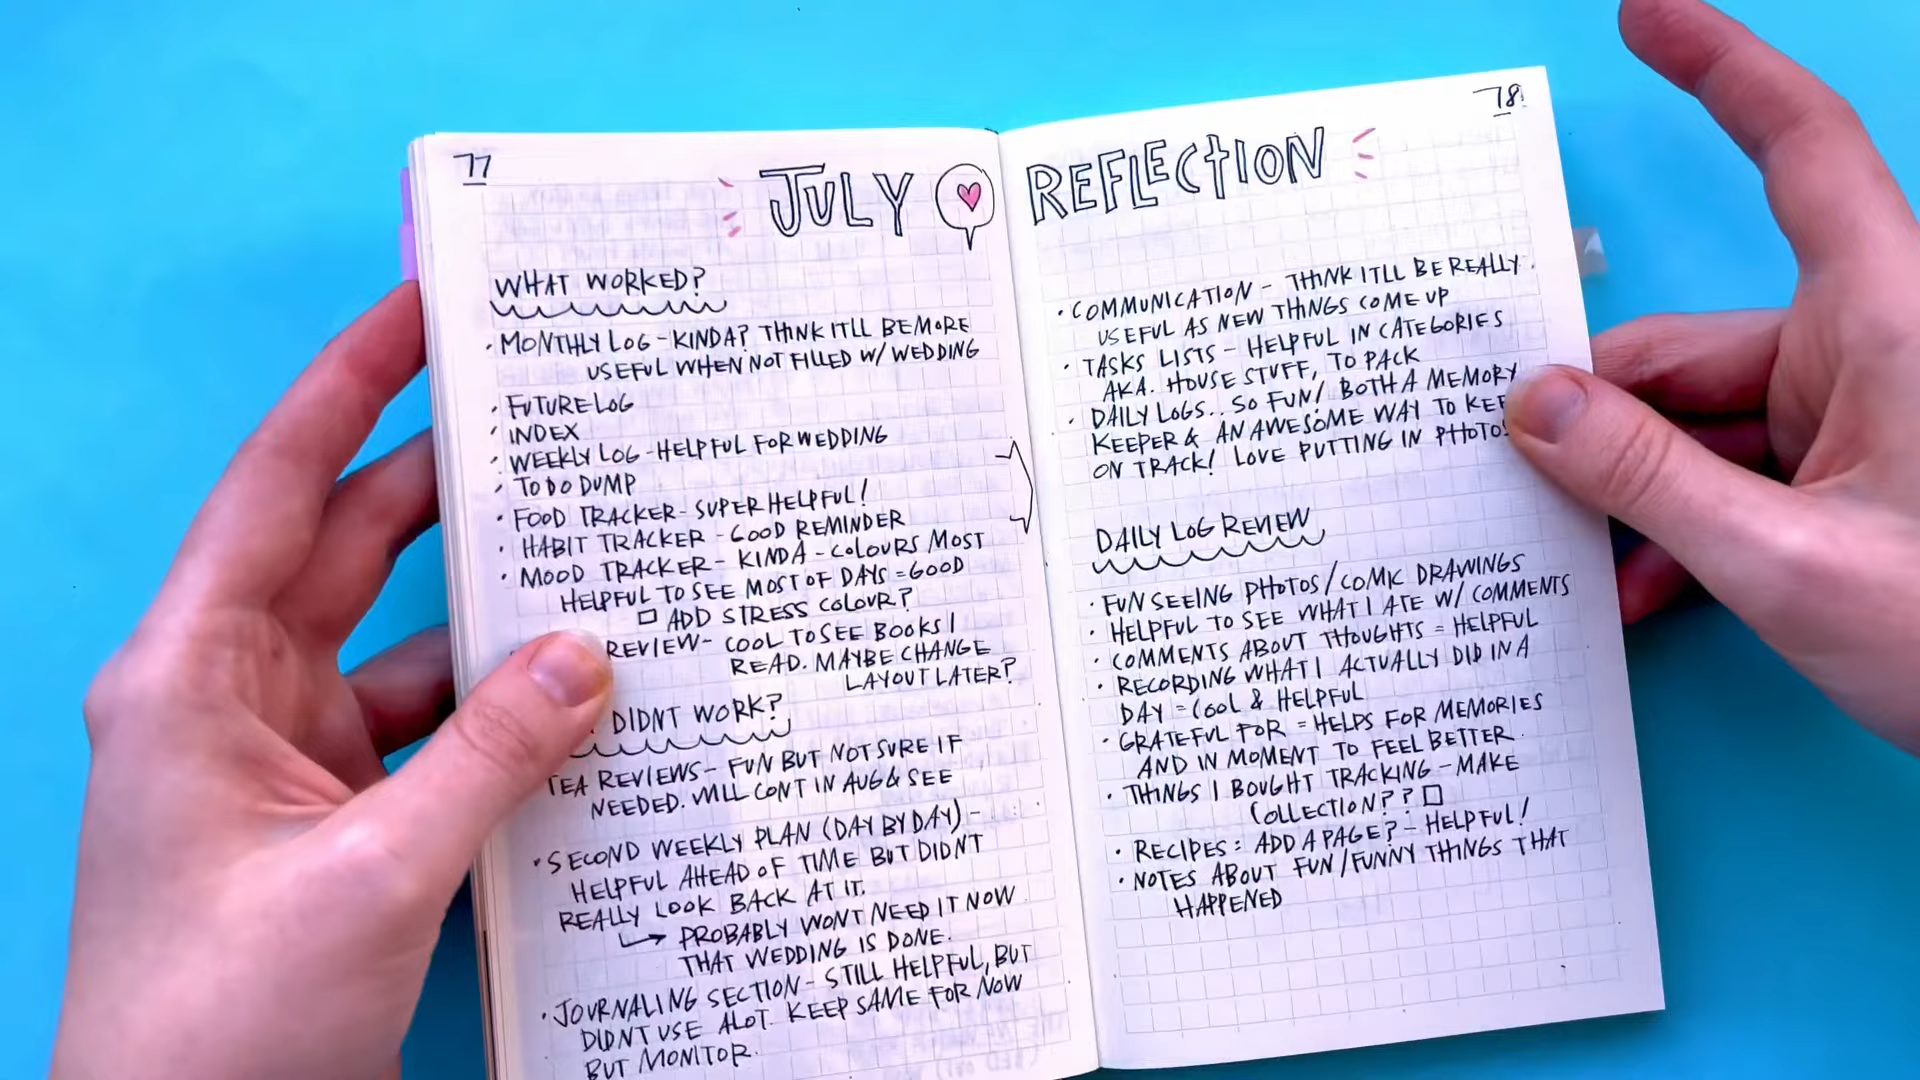 77
JULY
WHAT WORKED?
· MONTHLY LOG - KINDA? THINK ITLL BE MORE
USEFUL WHEN NOT FILLED W/ WEDDING
· FUTURE LOG
· INDEX
· WEEKLY LOG - HELPFUL FOR WEDDING
· TO DO DUMP
· FOOD TRACKER - SUPER HELPFUL!
· HABIT TRACKER - GOOD REMINDER
· MOOD TRACKER - KINDA - COLOURS MOST
HELPFUL TO SEE MOST OF DAYS = GOOD
□ ADD STRESS COLOUR?
REVIEW - COOL TO SEE BOOKS I
READ. MAYBE CHANGE
LAYOUT LATER?
DIDNT WORK?
TEA REVIEWS - FUN BUT NOT SURE IF
NEEDED. WILL CONT IN AUG & SEE
· SECOND WEEKLY PLAN (DAY BY DAY) -
HELPFUL AHEAD OF TIME BUT DIDNT
REALLY LOOK BACK AT IT.
→ PROBABLY WONT NEED IT NOW
THAT WEDDING IS DONE.
· JOURNALING SECTION - STILL HELPFUL, BUT
DIDNT USE ALOT. KEEP SAME FOR NOW
BUT MONITOR.
78
REFLECTION
· COMMUNICATION - THINK ITLL BE REALLY
USEFUL AS NEW THINGS COME UP
· TASKS LISTS - HELPFUL IN CATEGORIES
AKA. HOUSE STUFF, TO PACK
· DAILY LOGS.. SO FUN! BOTH A MEMORY
KEEPER & AN AWESOME WAY TO KEEP
ON TRACK! LOVE PUTTING IN PHOTOS
DAILY LOG REVIEW
· FUN SEEING PHOTOS/COMIC DRAWINGS
· HELPFUL TO SEE WHAT I ATE W/ COMMENTS
· COMMENTS ABOUT THOUGHTS = HELPFUL
· RECORDING WHAT I ACTUALLY DID IN A
DAY = COOL & HELPFUL
· GRATEFUL FOR = HELPS FOR MEMORIES
AND IN MOMENT TO FEEL BETTER.
· THINGS I BOUGHT TRACKING - MAKE
COLLECTION?? □
· RECIPES: ADD A PAGE? - HELPFUL!
· NOTES ABOUT FUN/FUNNY THINGS THAT
HAPPENED